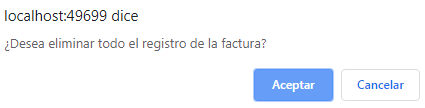 localhost:49699 dice
¿Desea eliminar todo el registro de la factura?
Aceptar
Cancelar